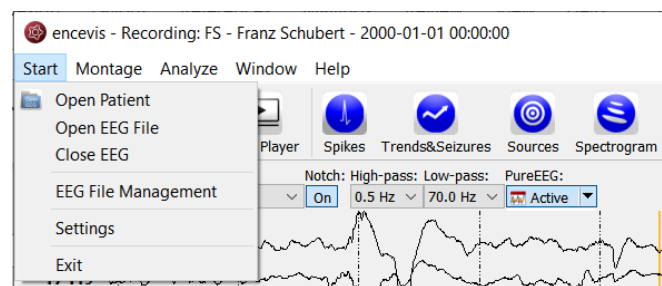 encevis - Recording: FS - Franz Schubert - 2000-01-01 00:00:00
Start Montage Analyze Window Help
Open Patient
Open EEG File
Close EEG
EEG File Management
Settings
Exit
Player Spikes Trends&Seizures Sources Spectrogram
Notch: High-pass: Low-pass: PureEEG:
On 0.5 Hz 70.0 Hz Active